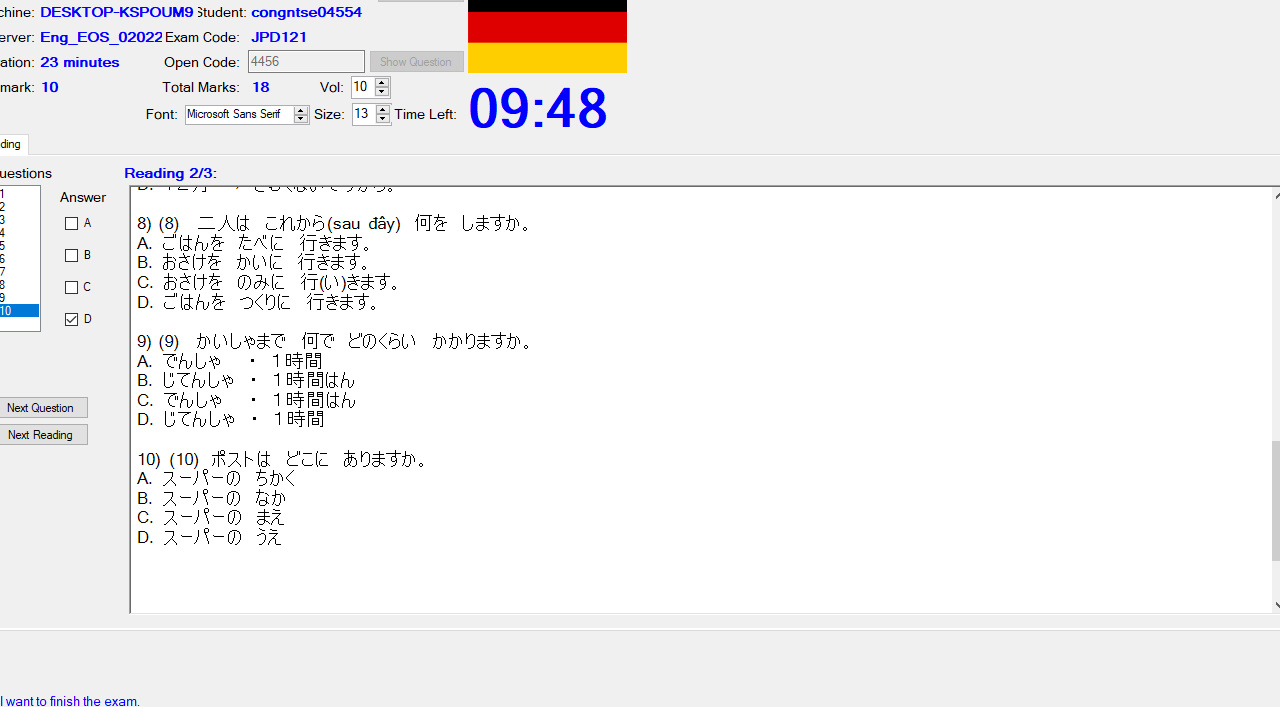 chine: DESKTOP-KSPOUM9 Student: congntse04554
erver: Eng_EOS_02022 Exam Code: JPD121
ation: 23 minutes Open Code: 4456 Show Question
mark: 10 Total Marks: 18 Vol: 10
Font: Microsoft Sans Serif Size: 13 Time Left: 09:48
ding
uestions Reading 2/3:
Answer
1
2
3
4
5
6
7
8
9
10
A
B
C
D
Next Question
Next Reading
8) (8) 二人は これから(sau đây) 何を しますか。
A. ごはんを たべに 行きます。
B. おさけを かいに 行きます。
C. おさけを のみに 行(い)きます。
D. ごはんを つくりに 行きます。
9) (9) かいしゃまで 何で どのくらい かかりますか。
A. でんしゃ ・ １時間
B. じてんしゃ ・ １時間はん
C. でんしゃ ・ １時間はん
D. じてんしゃ ・ １時間
10) (10) ポストは どこに ありますか。
A. スーパーの ちかく
B. スーパーの なか
C. スーパーの まえ
D. スーパーの うえ
I want to finish the exam.